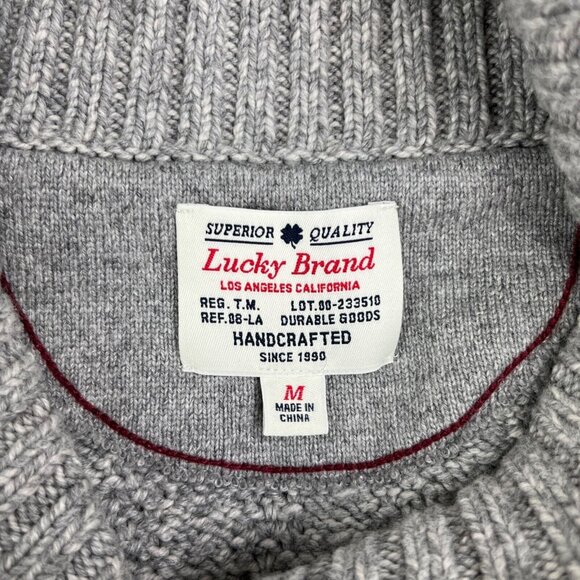 SUPERIOR QUALITY
Lucky Brand
LOS ANGELES CALIFORNIA
REG. T.M. LOT.00-233510
REF.08-LA DURABLE GOODS
HANDCRAFTED
SINCE 1990
M
MADE IN
CHINA